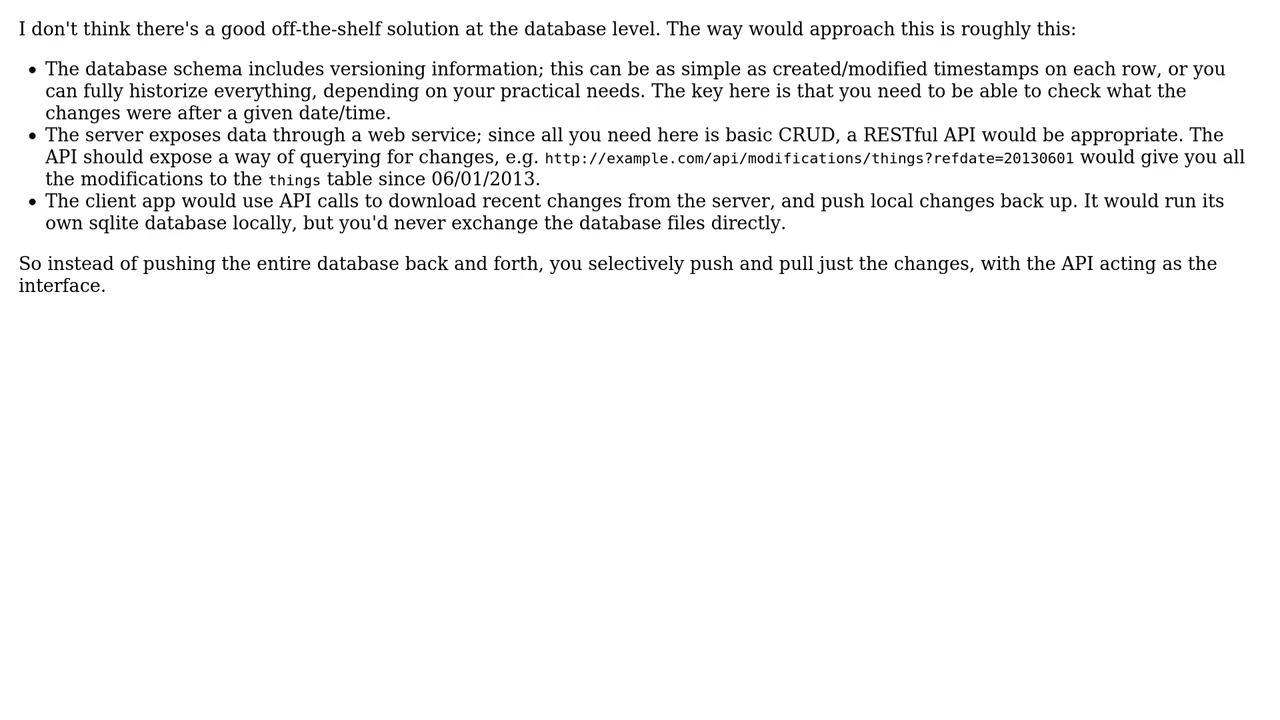 I don't think there's a good off-the-shelf solution at the database level. The way would approach this is roughly this:
• The database schema includes versioning information; this can be as simple as created/modified timestamps on each row, or you
can fully historize everything, depending on your practical needs. The key here is that you need to be able to check what the
changes were after a given date/time.
• The server exposes data through a web service; since all you need here is basic CRUD, a RESTful API would be appropriate. The
API should expose a way of querying for changes, e.g. http://example.com/api/modifications/things?refdate=20130601 would give you all
the modifications to the things table since 06/01/2013.
• The client app would use API calls to download recent changes from the server, and push local changes back up. It would run its
own sqlite database locally, but you'd never exchange the database files directly.
So instead of pushing the entire database back and forth, you selectively push and pull just the changes, with the API acting as the
interface.